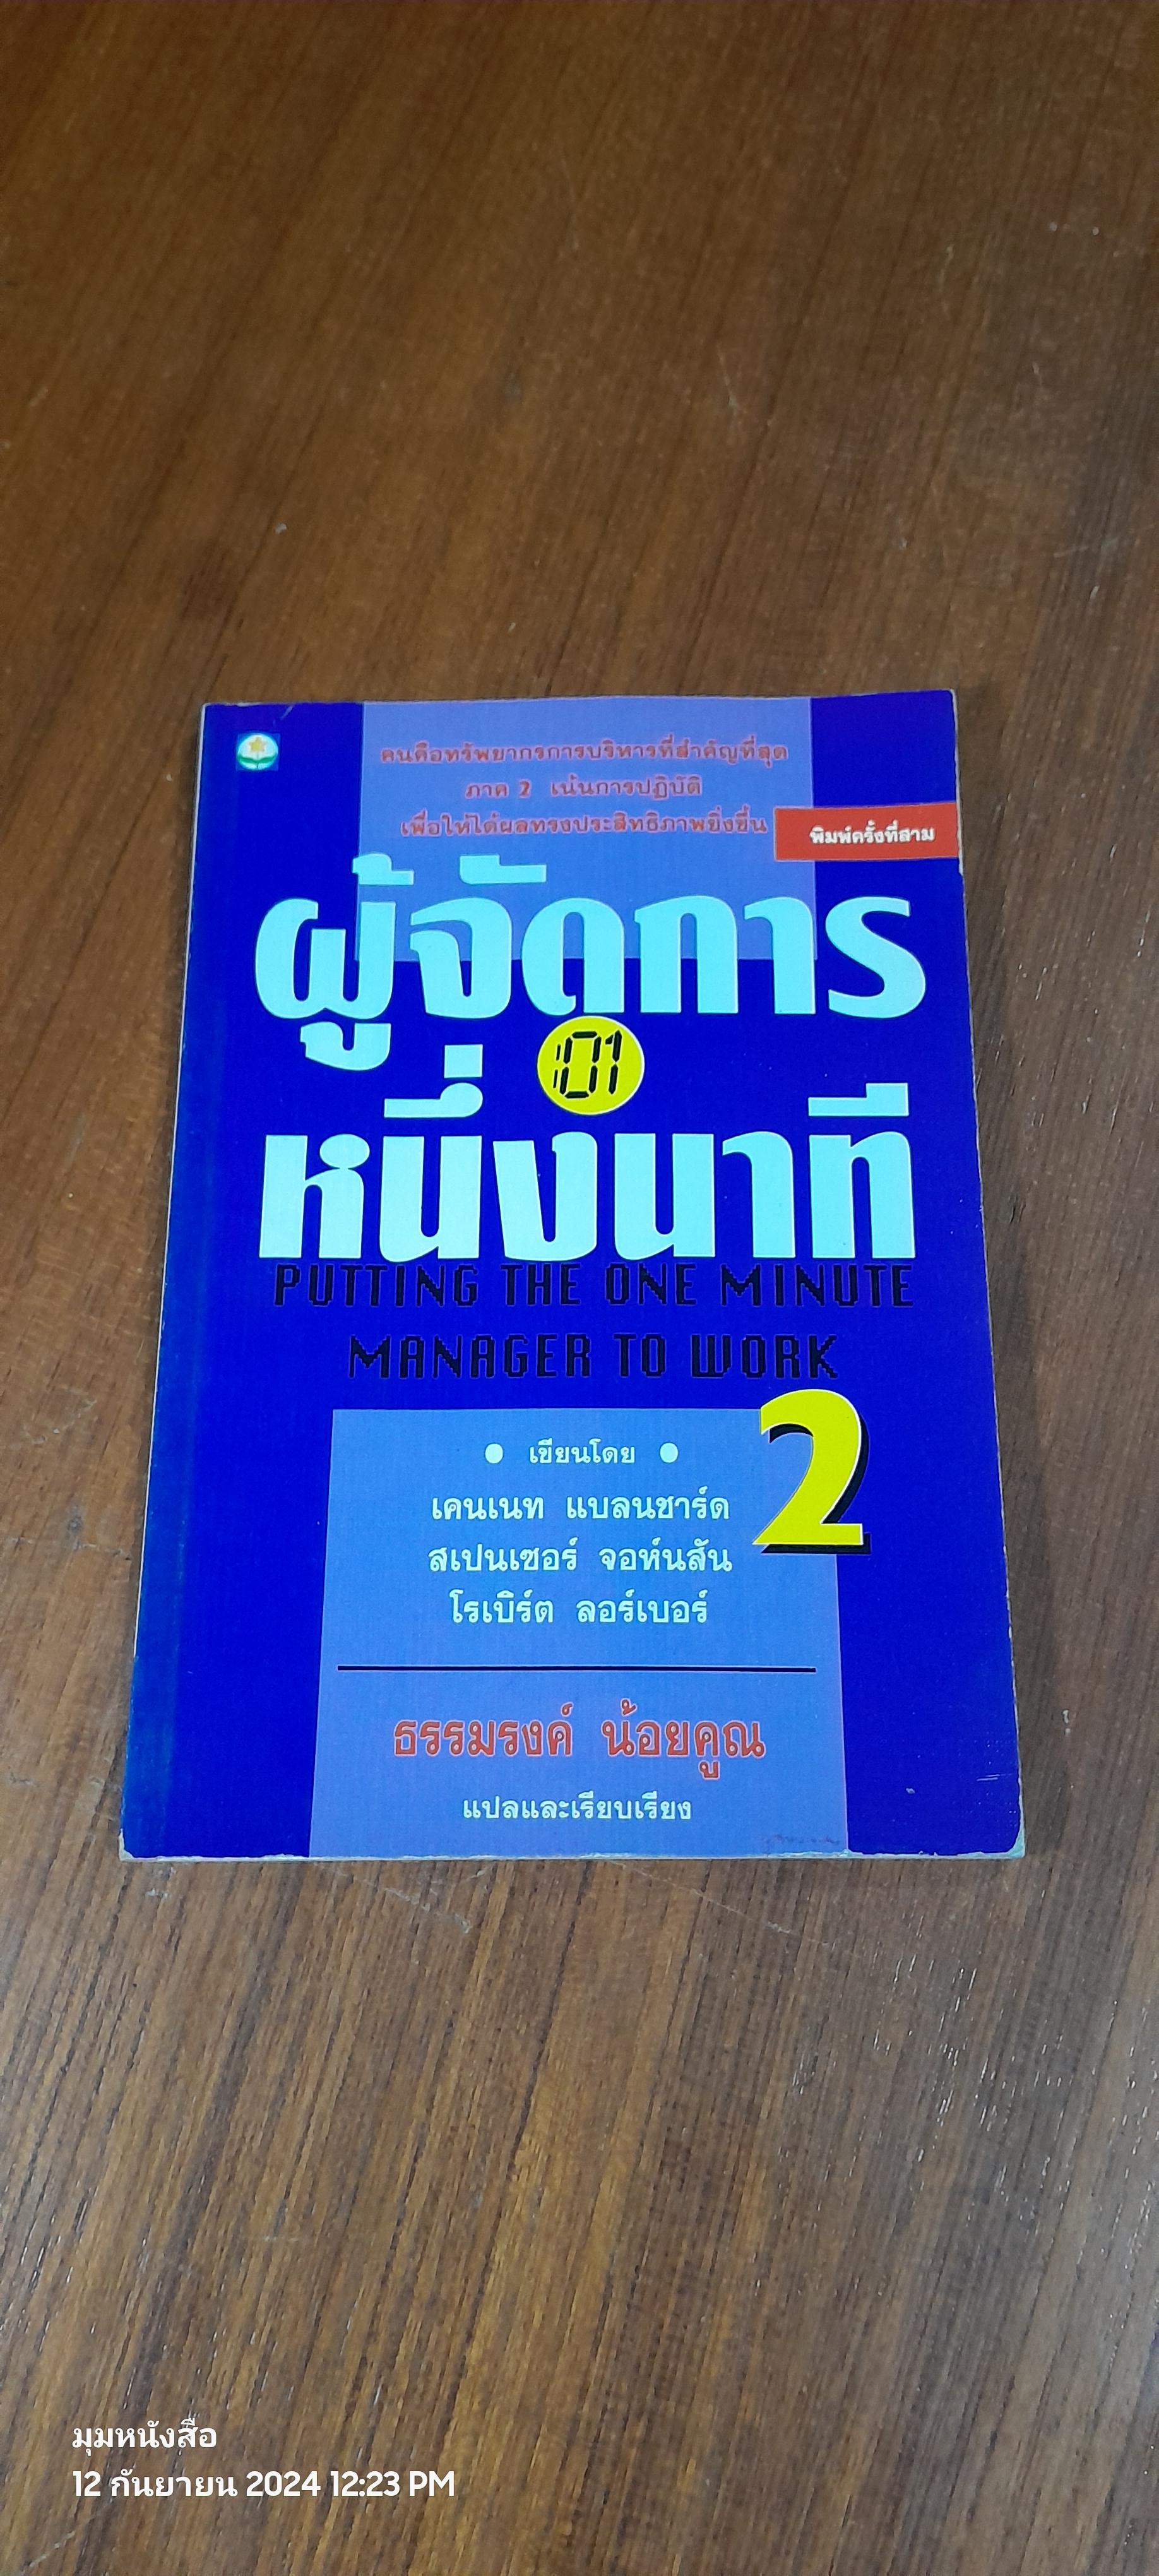 คนคือทรัพยากรการบริหารที่สำคัญที่สุด
ภาค 2 เน้นการปฏิบัติ
เพื่อให้ได้ผลทรงประสิทธิภาพยิ่งขึ้น
พิมพ์ครั้งที่สาม
ผู้จัดการ
:01
หนึ่งนาที
PUTTING THE ONE MINUTE
MANAGER TO WORK
2
• เขียนโดย •
เคนเนท แบลนชาร์ด
สเปนเซอร์ จอห์นสัน
โรเบิร์ต ลอร์เบอร์
ธรรมรงค์ น้อยคูณ
แปลและเรียบเรียง
มุมหนังสือ
12 กันยายน 2024 12:23 PM